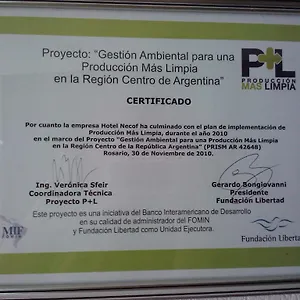 Proyecto: "Gestión Ambiental para una
Producción Más Limpia
en la Región Centro de Argentina"
P+L
PRODUCCIÓN
MÁS LIMPIA
CERTIFICADO
Por cuanto la empresa Hotel Necof ha culminado con el plan de implementación de
Producción Más Limpia, durante el año 2010
en el marco del Proyecto "Gestión Ambiental para una Producción Más Limpia
en la Región Centro de la República Argentina" (PRISM AR 42648)
Rosario, 30 de Noviembre de 2010.
Ing. Verónica Sfeir
Coordinadora Técnica
Proyecto P+L
Gerardo Bongiovanni
Presidente
Fundación Libertad
Este proyecto es una iniciativa del Banco Interamericano de Desarrollo
en su calidad de administrador del FOMIN
y Fundación Libertad como Unidad Ejecutora.
MIF
FOMIN
Fundación Libertad